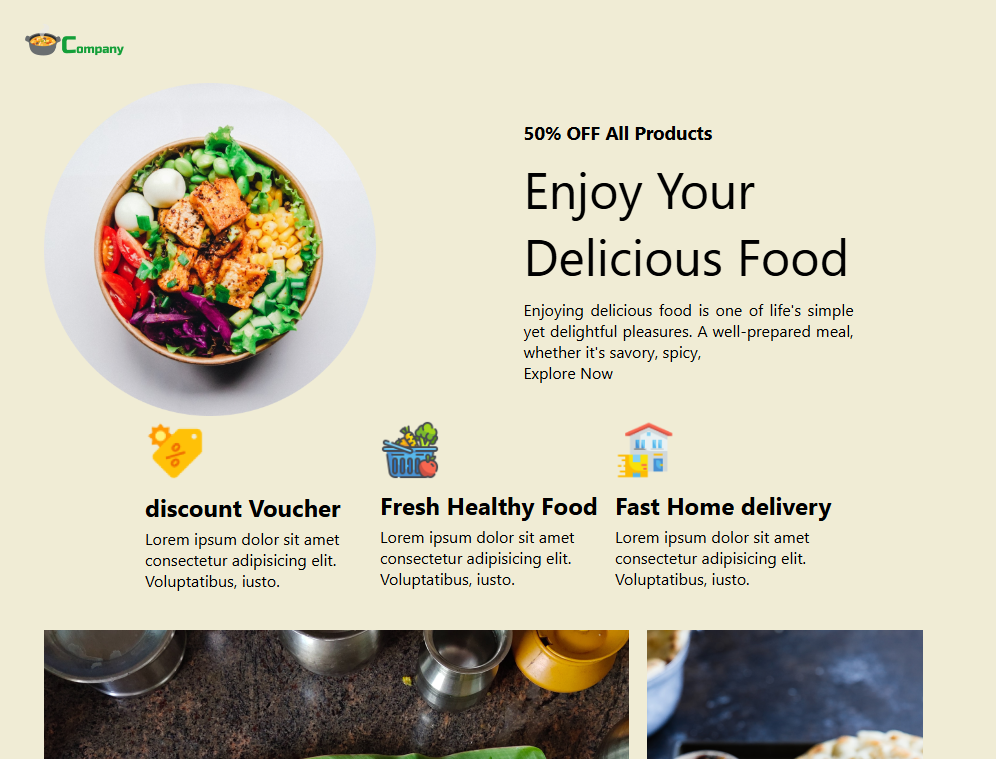 Company
50% OFF All Products
Enjoy Your
Delicious Food
Enjoying delicious food is one of life's simple
yet delightful pleasures. A well-prepared meal,
whether it's savory, spicy,
Explore Now
discount Voucher
Lorem ipsum dolor sit amet
consectetur adipisicing elit.
Voluptatibus, iusto.
Fresh Healthy Food
Lorem ipsum dolor sit amet
consectetur adipisicing elit.
Voluptatibus, iusto.
Fast Home delivery
Lorem ipsum dolor sit amet
consectetur adipisicing elit.
Voluptatibus, iusto.